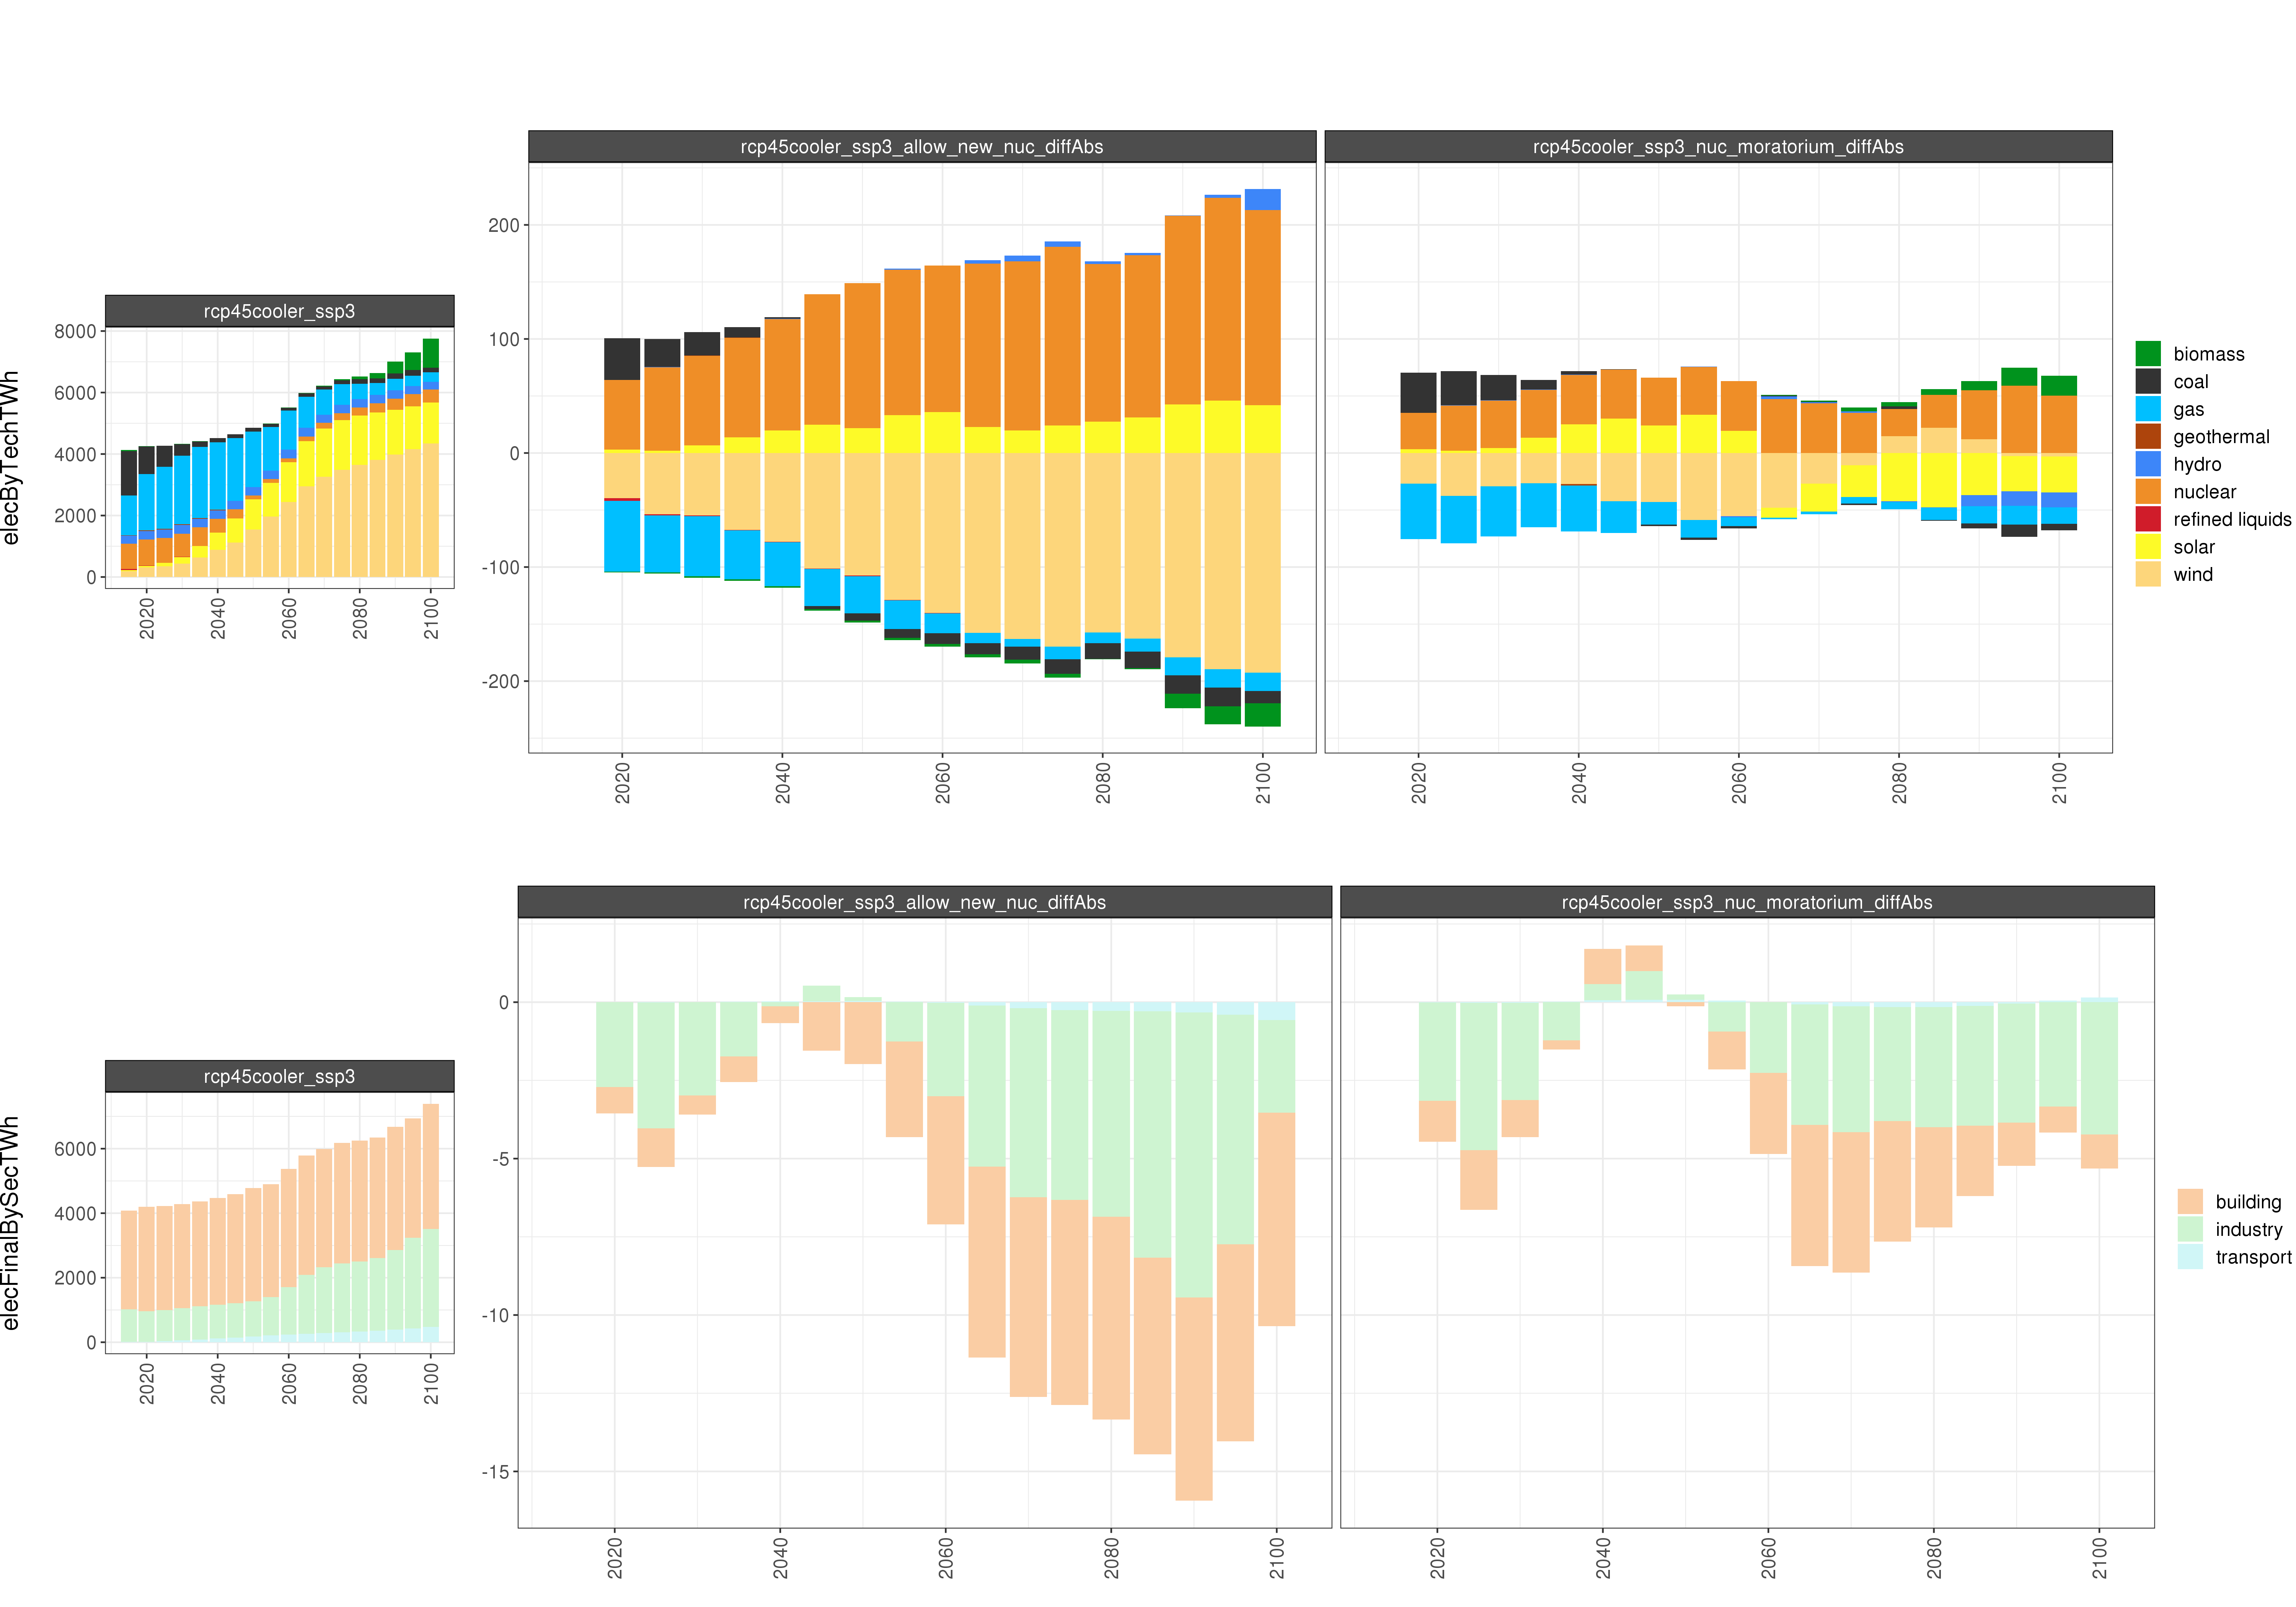 rcp45cooler_ssp3_allow_new_nuc_diffAbs
rcp45cooler_ssp3_nuc_moratorium_diffAbs
rcp45cooler_ssp3
elecByTechTWh
8000
6000
4000
2000
0
2020
2040
2060
2080
2100
200
100
0
-100
-200
2020
2040
2060
2080
2100
2020
2040
2060
2080
2100
biomass
coal
gas
geothermal
hydro
nuclear
refined liquids
solar
wind
rcp45cooler_ssp3_allow_new_nuc_diffAbs
rcp45cooler_ssp3_nuc_moratorium_diffAbs
rcp45cooler_ssp3
elecFinalBySecTWh
6000
4000
2000
0
2020
2040
2060
2080
2100
0
-5
-10
-15
2020
2040
2060
2080
2100
2020
2040
2060
2080
2100
building
industry
transport